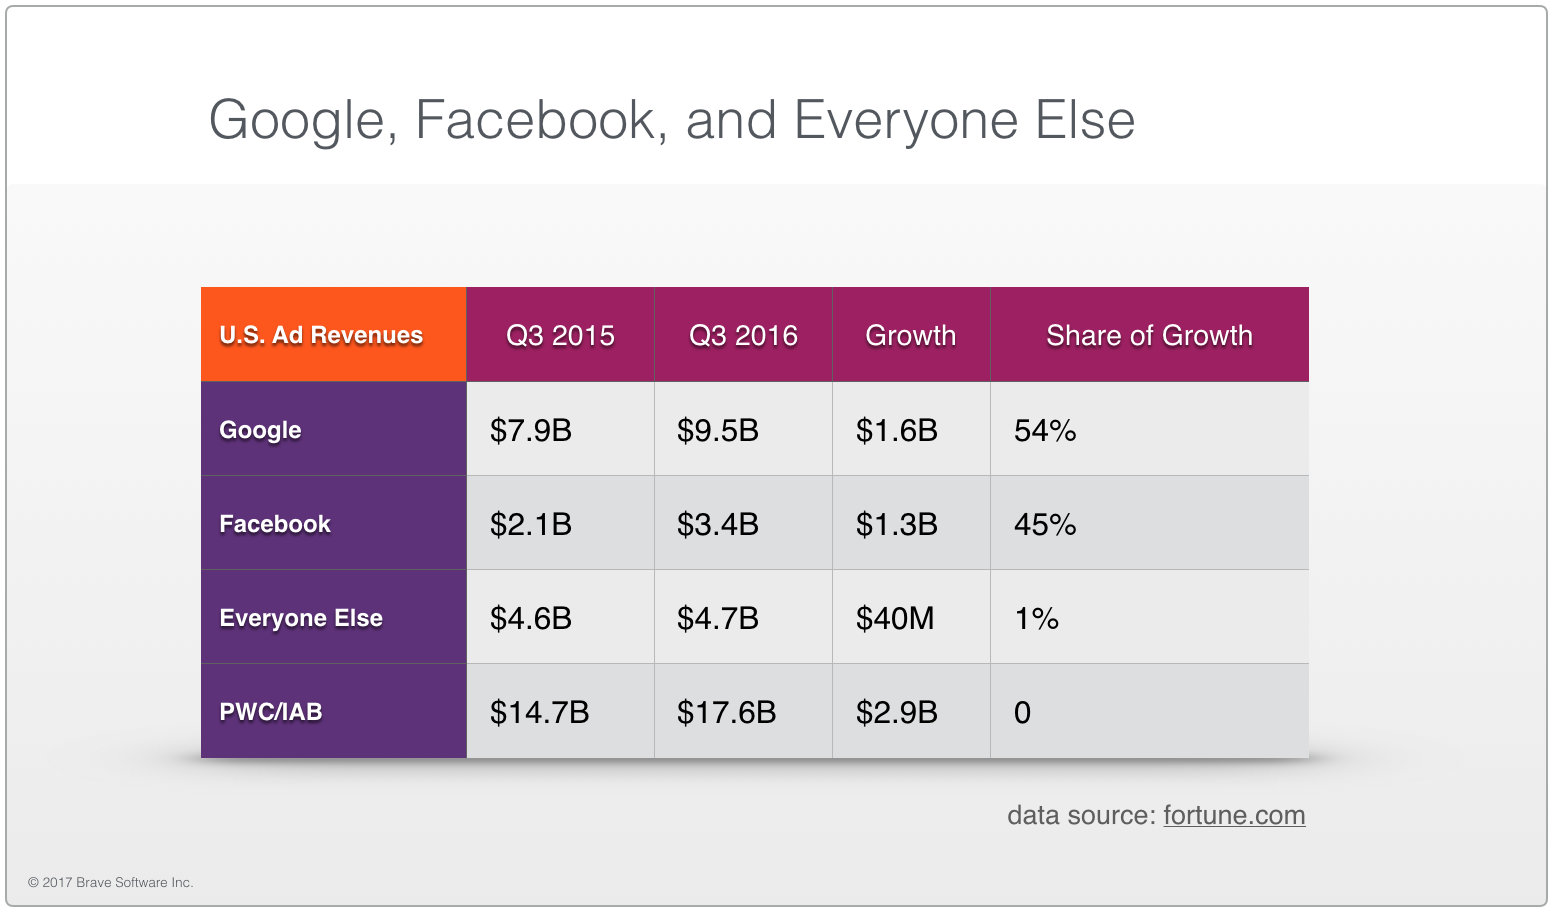 Google, Facebook, and Everyone Else
U.S. Ad Revenues Q3 2015 Q3 2016 Growth Share of Growth
Google $7.9B $9.5B $1.6B 54%
Facebook $2.1B $3.4B $1.3B 45%
Everyone Else $4.6B $4.7B $40M 1%
PWC/IAB $14.7B $17.6B $2.9B 0
data source: fortune.com
© 2017 Brave Software Inc.